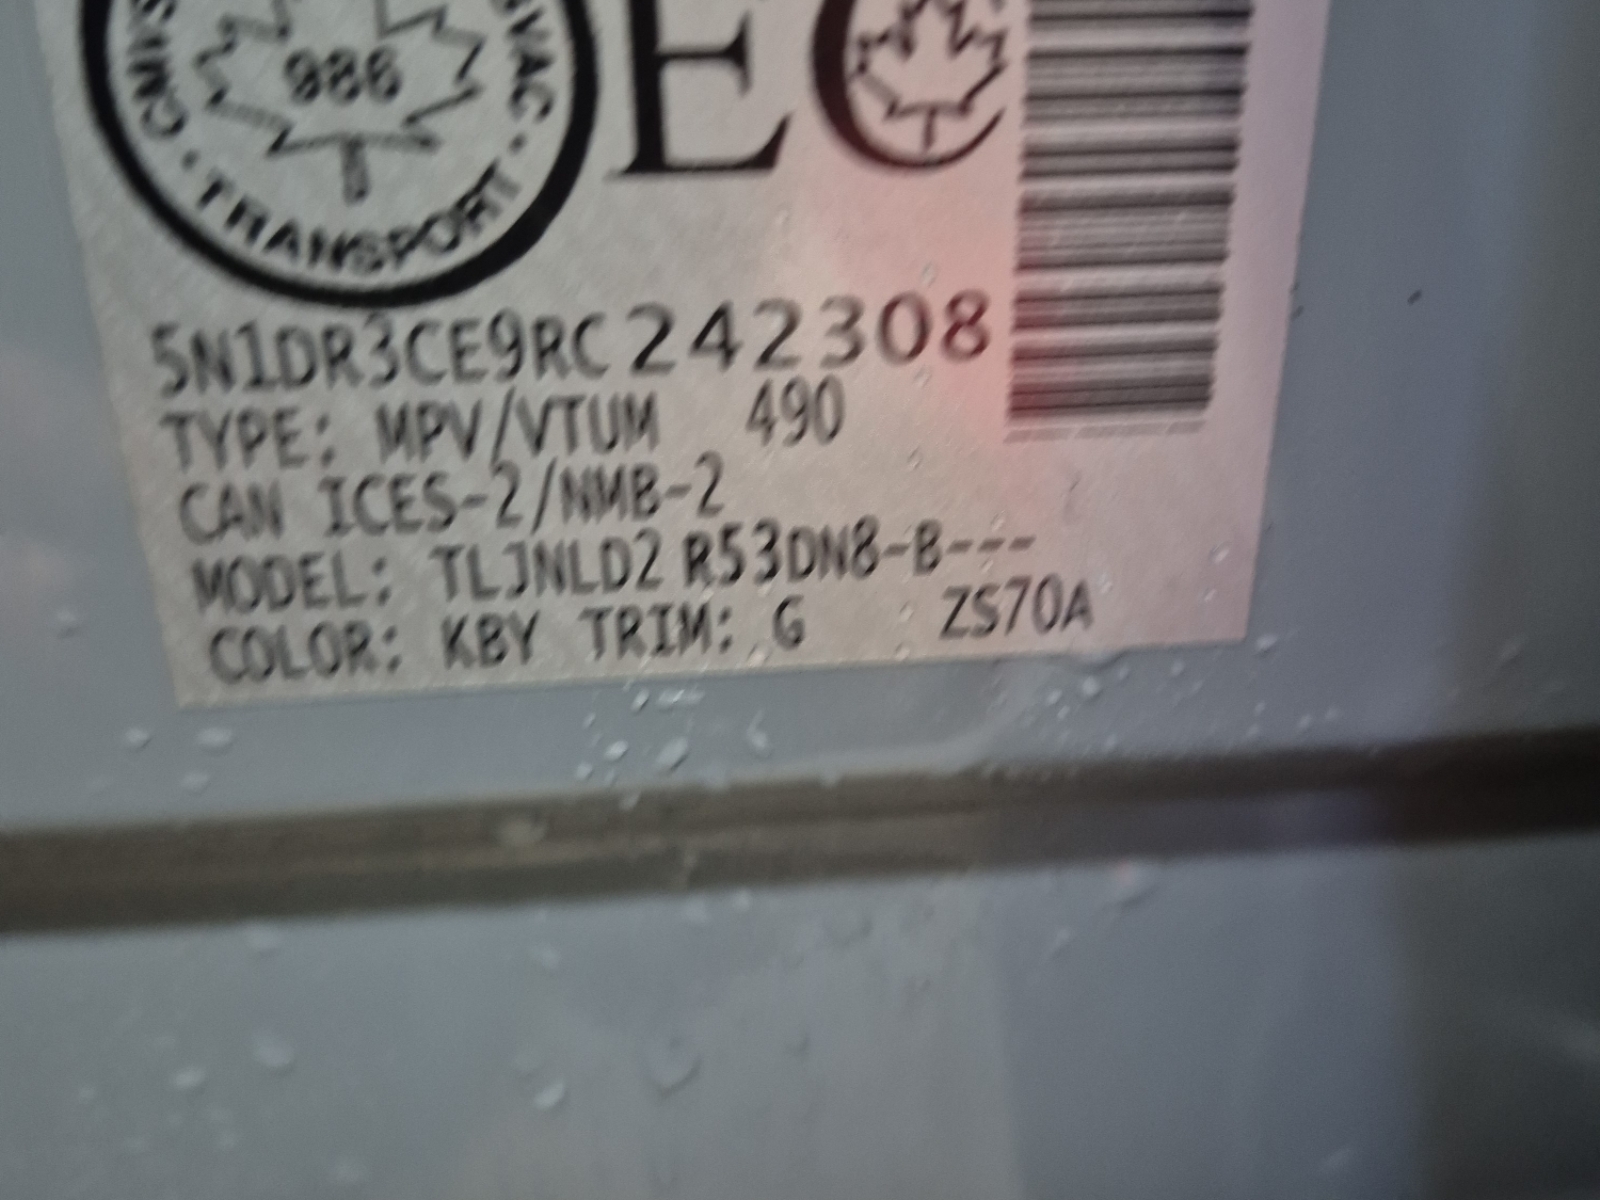 986
TRANSPORT
EC
5N1DR3CE9RC242308
TYPE: MPV/VTUM 490
CAN ICES-2/NMB-2
MODEL: TLJNLD2 R53DN8-B---
COLOR: KBY TRIM: G ZS70A